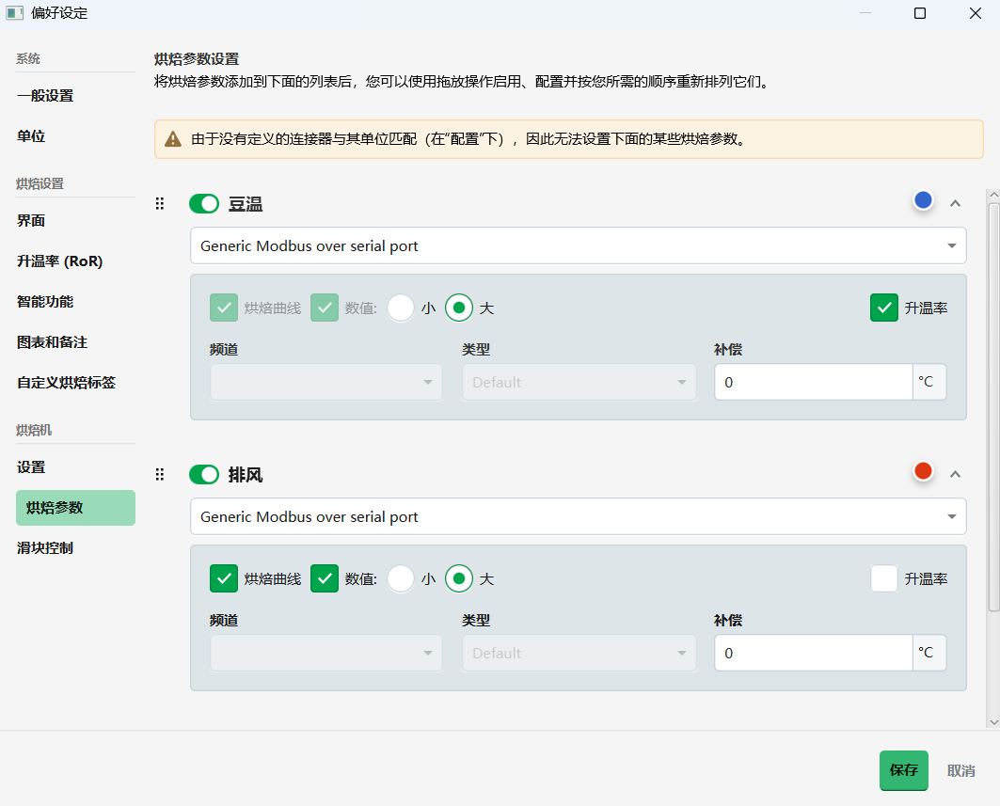 偏好设定
系统
一般设置
单位
烘焙设置
界面
升温率 (RoR)
智能功能
图表和备注
自定义烘焙标签
烘焙机
设置
烘焙参数
滑块控制
烘焙参数设置
将烘焙参数添加到下面的列表后，您可以使用拖放操作启用、配置并按您所需的顺序重新排列它们。
由于没有定义的连接器与其单位匹配（在“配置”下），因此无法设置下面的某些烘焙参数。
豆温
Generic Modbus over serial port
烘焙曲线 数值: 小 大 升温率
频道 类型 补偿
Default 0 °C
排风
Generic Modbus over serial port
烘焙曲线 数值: 小 大 升温率
频道 类型 补偿
Default 0 °C
保存 取消